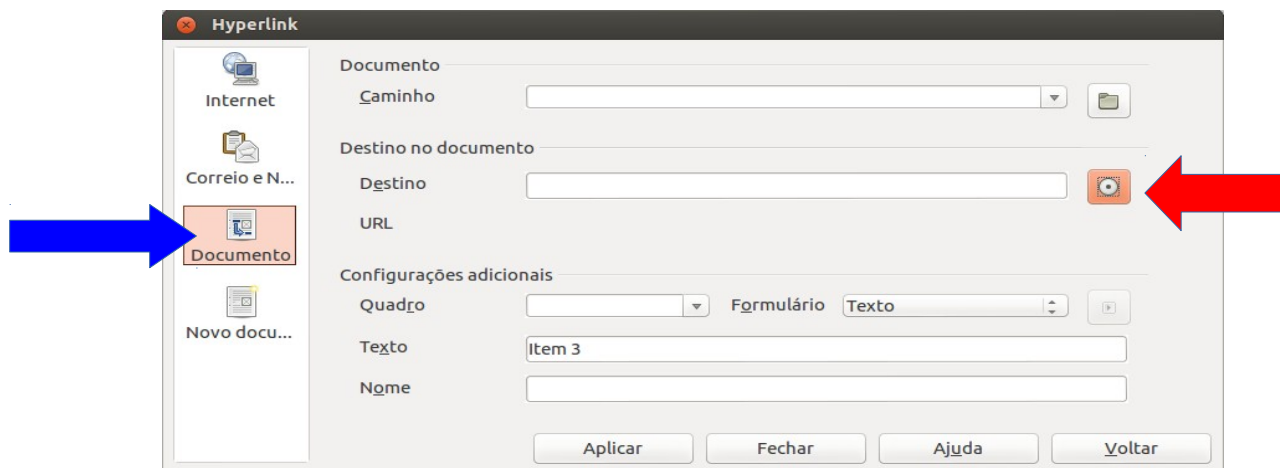 Hyperlink
Internet
Correio e N...
Documento
Novo docu...
Documento
Caminho
Destino no documento
Destino
URL
Configurações adicionais
Quadro Formulário Texto
Texto Item 3
Nome
Aplicar Fechar Ajuda Voltar